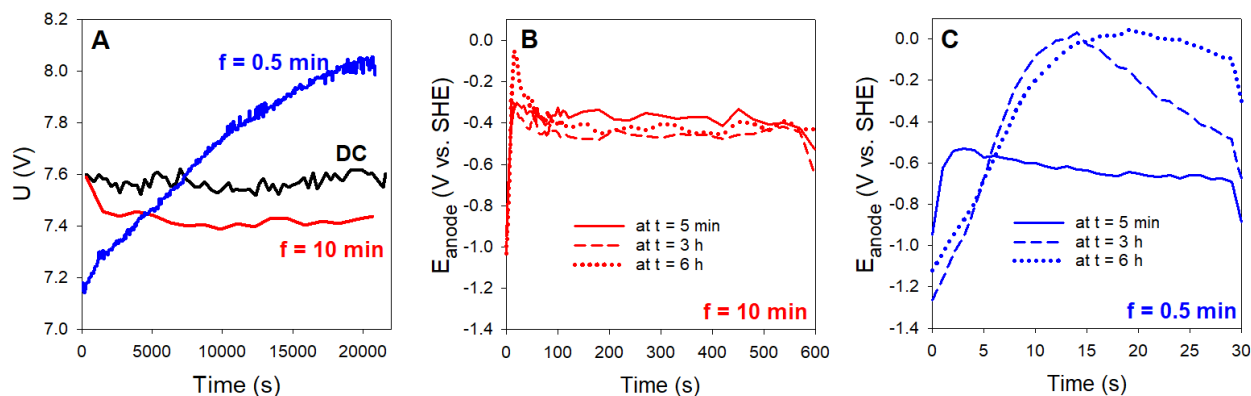 A
f = 0.5 min
DC
f = 10 min
U (V)
8.2
8.0
7.8
7.6
7.4
7.2
7.0
0 5000 10000 15000 20000
Time (s)
B
E_anode (V vs. SHE)
0.0
-0.2
-0.4
-0.6
-0.8
-1.0
-1.2
-1.4
at t = 5 min
at t = 3 h
at t = 6 h
f = 10 min
0 100 200 300 400 500 600
Time (s)
C
E_anode (V vs. SHE)
0.0
-0.2
-0.4
-0.6
-0.8
-1.0
-1.2
-1.4
at t = 5 min
at t = 3 h
at t = 6 h
f = 0.5 min
0 5 10 15 20 25 30
Time (s)